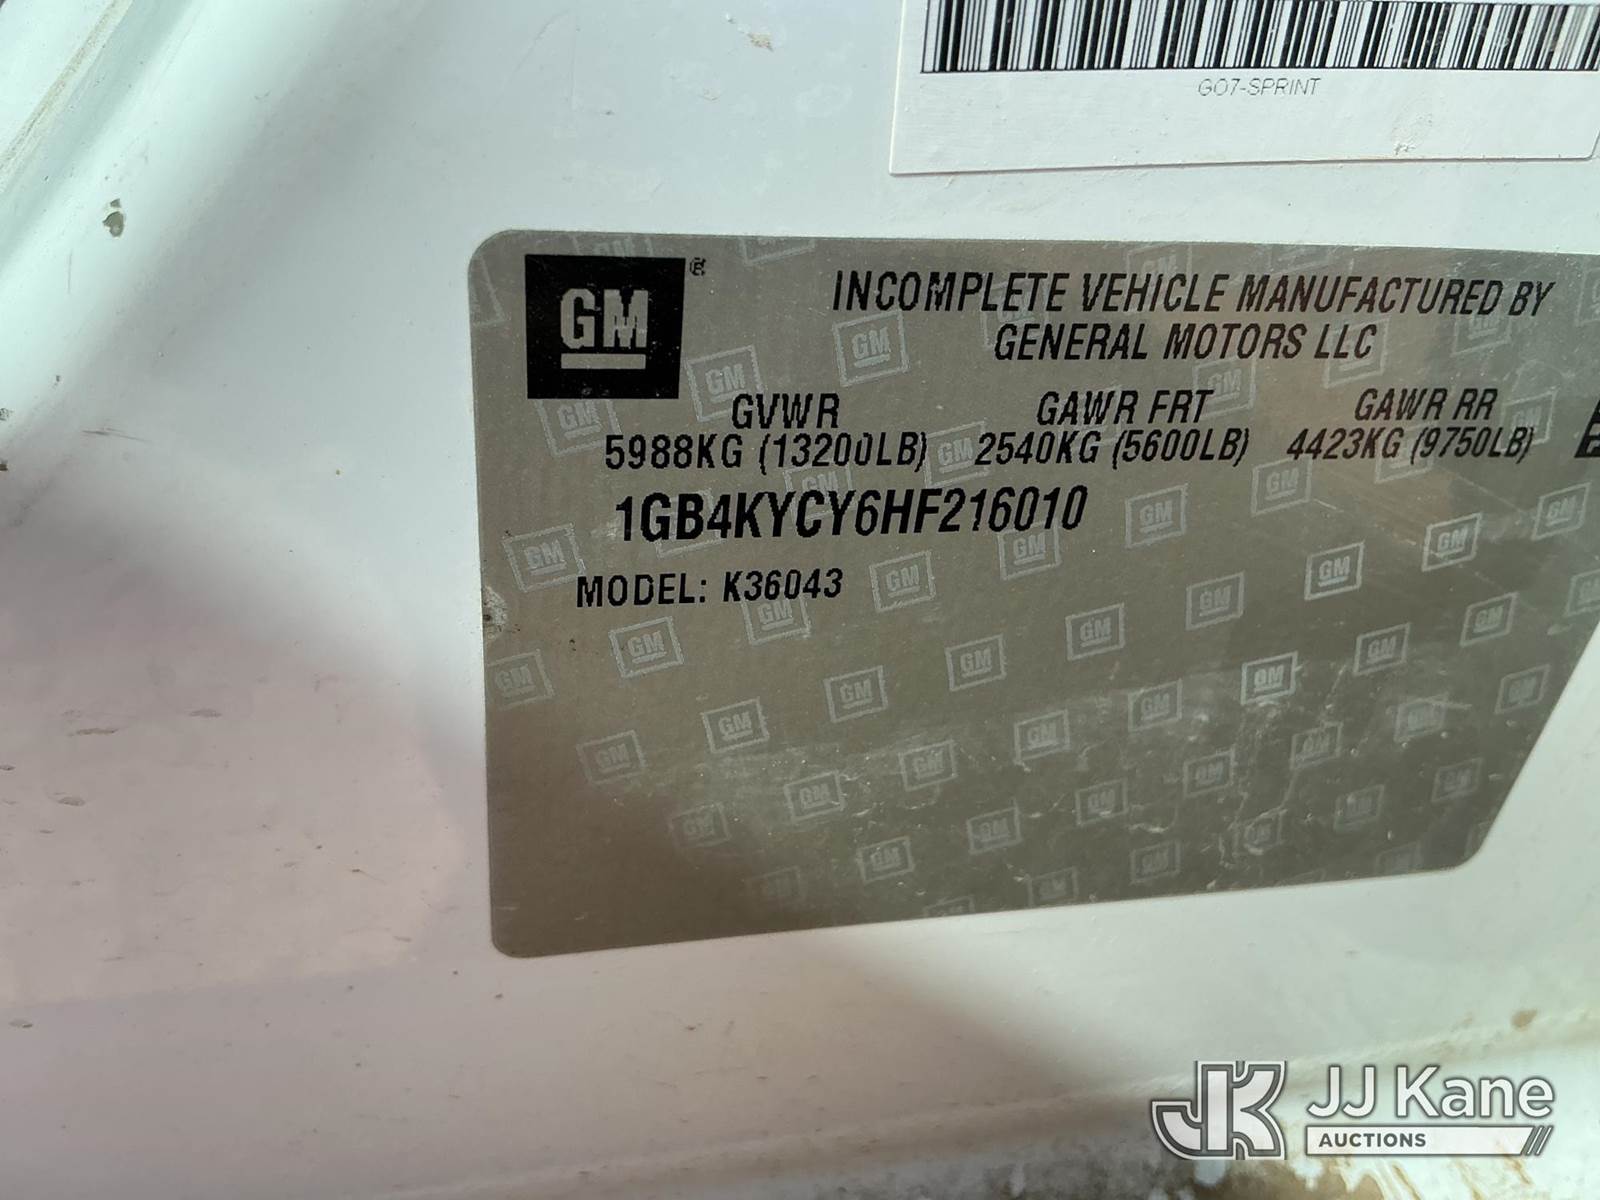 GO7-SPRINT
GM
INCOMPLETE VEHICLE MANUFACTURED BY
GENERAL MOTORS LLC
GVWR GAWR FRT GAWR RR
5988KG (13200LB) 2540KG (5600LB) 4423KG (9750LB)
1GB4KYCY6HF216010
MODEL: K36043
JK JJ Kane
AUCTIONS